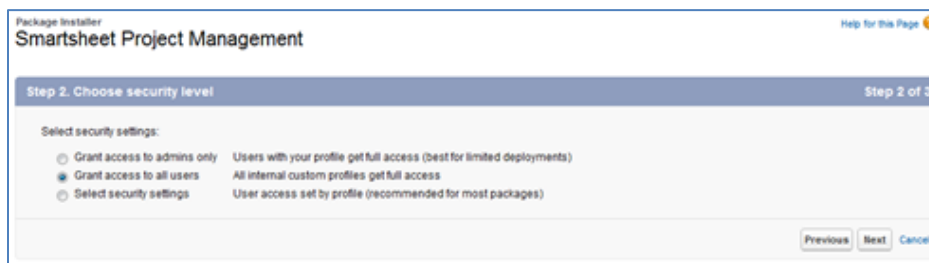 Package Installer
Help for this Page
Smartsheet Project Management
Step 2. Choose security level
Step 2 of 3
Select security settings:
Grant access to admins only Users with your profile get full access (best for limited deployments)
Grant access to all users All internal custom profiles get full access
Select security settings User access set by profile (recommended for most packages)
Previous Next Cancel